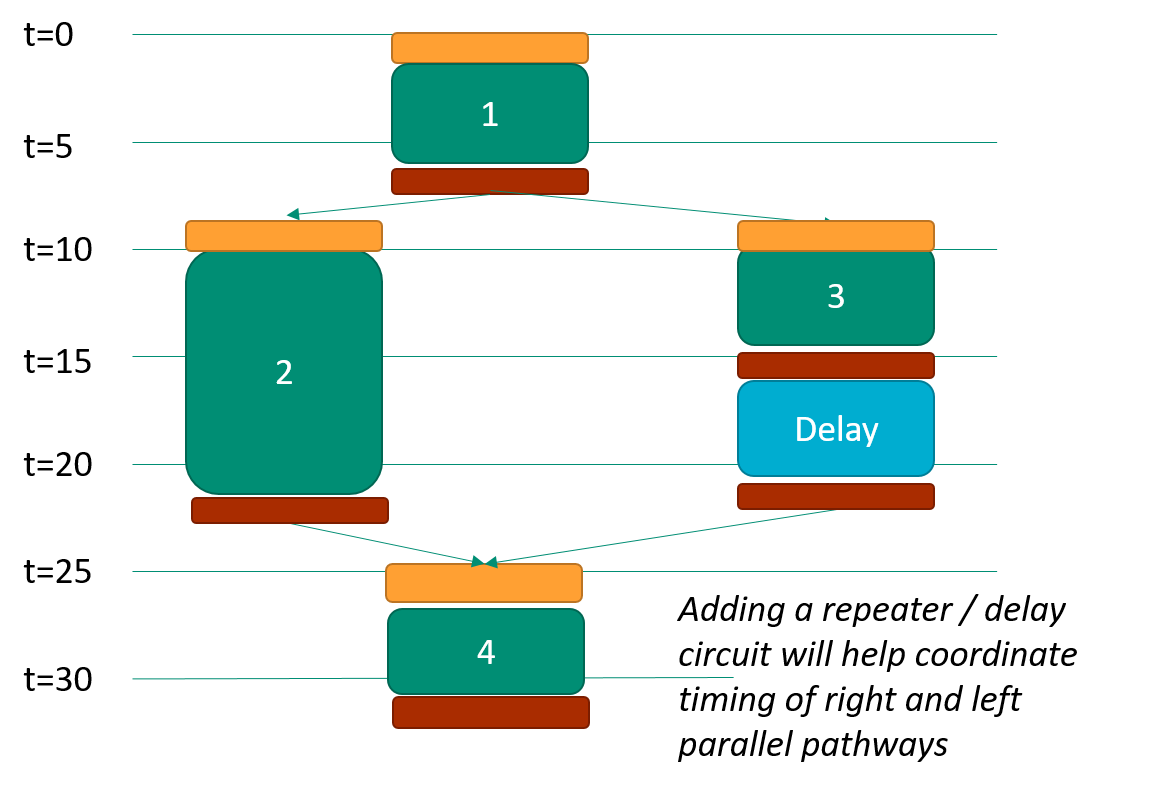 t=0
1
t=5
t=10
3
t=15
2
Delay
t=20
t=25
Adding a repeater / delay
circuit will help coordinate
4
t=30
timing of right and left
parallel pathways